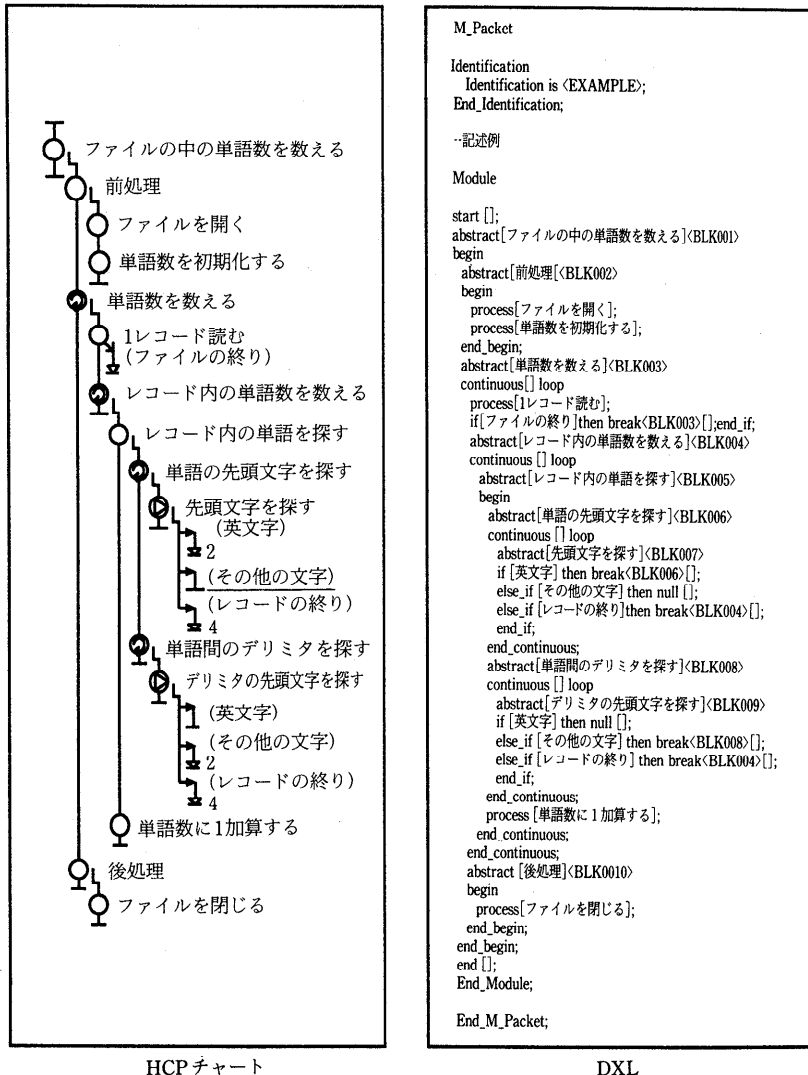 ファイルの中の単語数を数える
前処理
ファイルを開く
単語数を初期化する
単語数を数える
1レコード読む
(ファイルの終り)
レコード内の単語数を数える
レコード内の単語を探す
単語の先頭文字を探す
先頭文字を探す
(英文字)
2
(その他の文字)
(レコードの終り)
4
単語間のデリミタを探す
デリミタの先頭文字を探す
(英文字)
(その他の文字)
2
(レコードの終り)
4
単語数に1加算する
後処理
ファイルを閉じる
HCPチャート
M_Packet
Identification
Identification is〈EXAMPLE〉;
End_Identification;
--記述例
Module
start [];
abstract[ファイルの中の単語数を数える]〈BLK001〉
begin
abstract[前処理[〈BLK002〉
begin
process[ファイルを開く];
process[単語数を初期化する];
end_begin;
abstract[単語数を数える]〈BLK003〉
continuous[] loop
process[1レコード読む];
if[ファイルの終り]then break〈BLK003〉[];end_if;
abstract[レコード内の単語数を数える]〈BLK004〉
continuous [] loop
abstract[レコード内の単語を探す]〈BLK005〉
begin
abstract[単語の先頭文字を探す]〈BLK006〉
continuous [] loop
abstract[先頭文字を探す]〈BLK007〉
if [英文字] then break〈BLK006〉[];
else_if [その他の文字] then null [];
else_if [レコードの終り]then break〈BLK004〉[];
end_if;
end_continuous;
abstract[単語間のデリミタを探す]〈BLK008〉
continuous [] loop
abstract[デリミタの先頭文字を探す]〈BLK009〉
if [英文字] then null [];
else_if [その他の文字] then break〈BLK008〉[];
else_if [レコードの終り] then break〈BLK004〉[];
end_if;
end_continuous;
process [単語数に1加算する];
end_continuous;
end_continuous;
abstract [後処理]〈BLK0010〉
begin
process[ファイルを閉じる];
end_begin;
end_begin;
end [];
End_Module;
End_M_Packet;
DXL